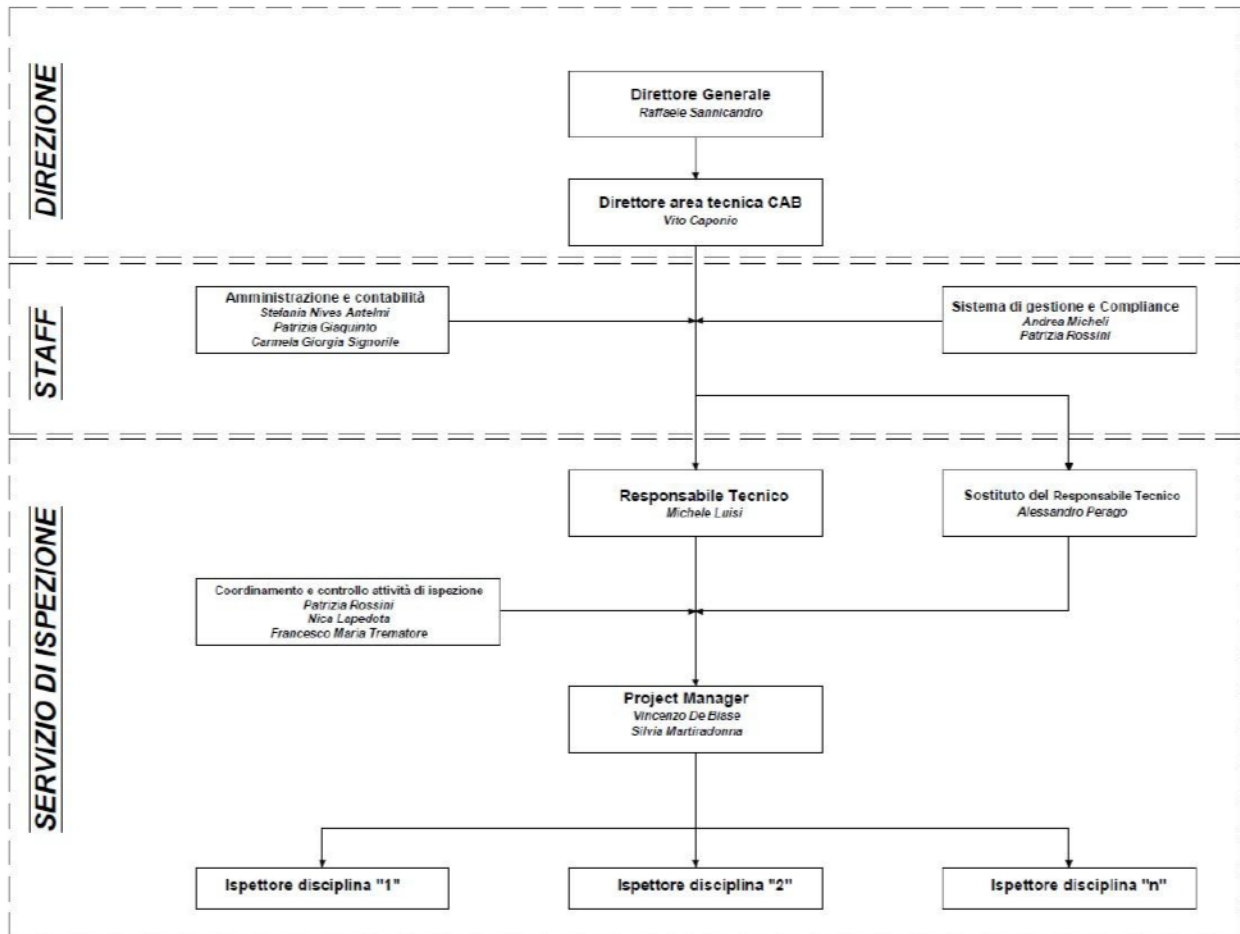 DIREZIONE
Direttore Generale
Raffaele Sannicandro
Direttore area tecnica CAB
Vito Caponio
STAFF
Amministrazione e contabilità
Stefania Nives Antelmi
Patrizia Giaquinto
Carmela Giorgia Signorile
Sistema di gestione e Compliance
Andrea Micheli
Patrizia Rossini
SERVIZIO DI ISPEZIONE
Responsabile Tecnico
Michele Luisi
Sostituto del Responsabile Tecnico
Alessandro Perago
Coordinamento e controllo attività di ispezione
Patrizia Rossini
Nica Lapedota
Francesco Maria Trematore
Project Manager
Vincenzo De Biase
Silvia Martiradonna
Ispettore disciplina "1"
Ispettore disciplina "2"
Ispettore disciplina "n"